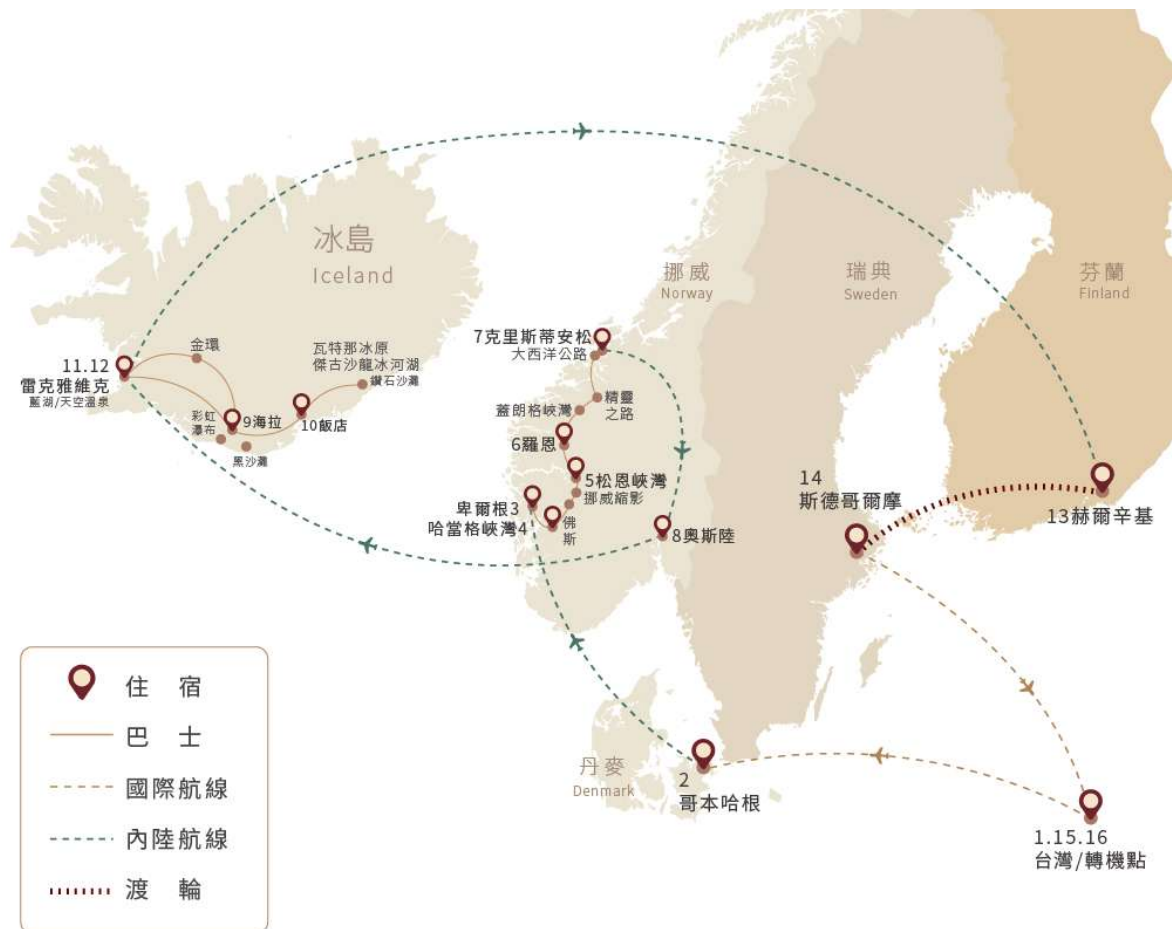 冰島
Iceland
挪威
Norway
瑞典
Sweden
芬蘭
Finland
7克里斯蒂安松
大西洋公路
金環
瓦特那冰原
傑古沙龍冰河湖
鑽石沙灘
11.12
雷克雅維克
藍湖/天空溫泉
彩虹
瀑布
9海拉
10飯店
黑沙灘
精靈
之路
蓋朗格峽灣
6羅恩
5松恩峽灣
挪威縮影
卑爾根3
哈當格峽灣4
佛
斯
8奧斯陸
14
斯德哥爾摩
13赫爾辛基
丹麥
Denmark
2
哥本哈根
1.15.16
台灣/轉機點
住 宿
巴 士
國際航線
內陸航線
渡 輪